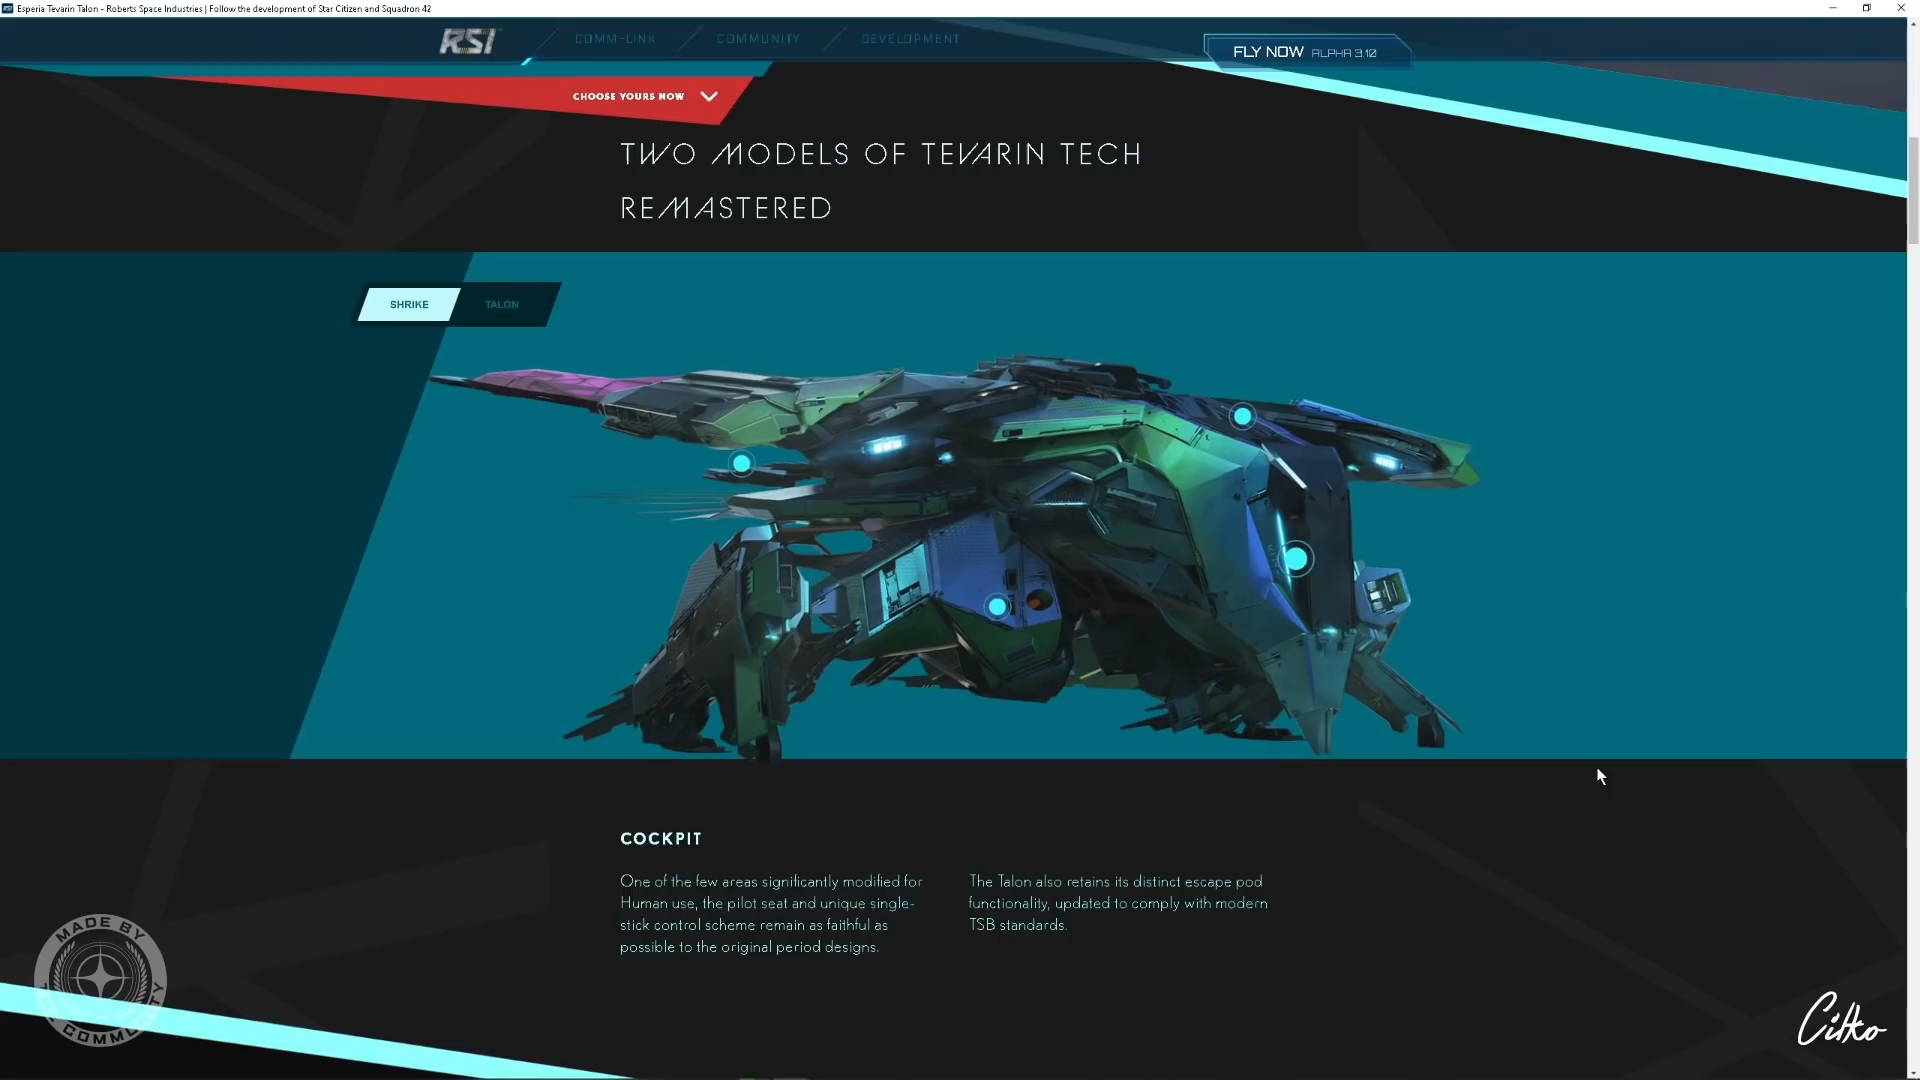 Esperia Tevarin Talon - Roberts Space Industries | Follow the development of Star Citizen and Squadron 42
RSI
COMM-LINK
COMMUNITY
DEVELOPMENT
FLY NOW ALPHA 3.10
CHOOSE YOURS NOW
TWO MODELS OF TEVARIN TECH
REMASTERED
SHRIKE
TALON
COCKPIT
One of the few areas significantly modified for
Human use, the pilot seat and unique single-
stick control scheme remain as faithful as
possible to the original period designs.
The Talon also retains its distinct escape pod
functionality, updated to comply with modern
TSB standards.
MADE BY
COMMUNITY
Citko